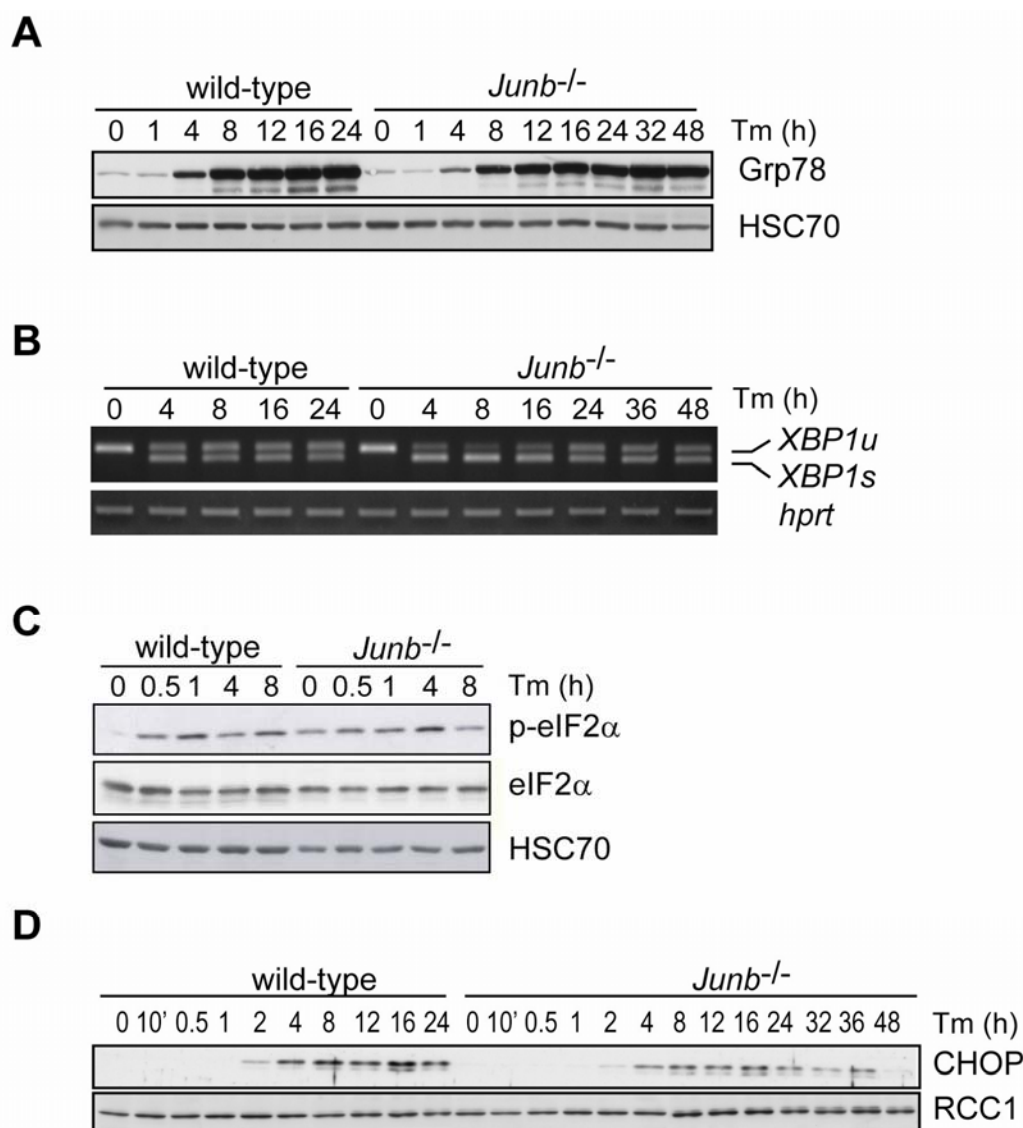 A
wild-type Junb-/-
0 1 4 8 12 16 24 0 1 4 8 12 16 24 32 48 Tm (h)
Grp78
HSC70
B
wild-type Junb-/-
0 4 8 16 24 0 4 8 16 24 36 48 Tm (h)
XBP1u
XBP1s
hprt
C
wild-type Junb-/-
0 0.5 1 4 8 0 0.5 1 4 8 Tm (h)
p-eIF2α
eIF2α
HSC70
D
wild-type Junb-/-
0 10' 0.5 1 2 4 8 12 16 24 0 10' 0.5 1 2 4 8 12 16 24 32 36 48 Tm (h)
CHOP
RCC1